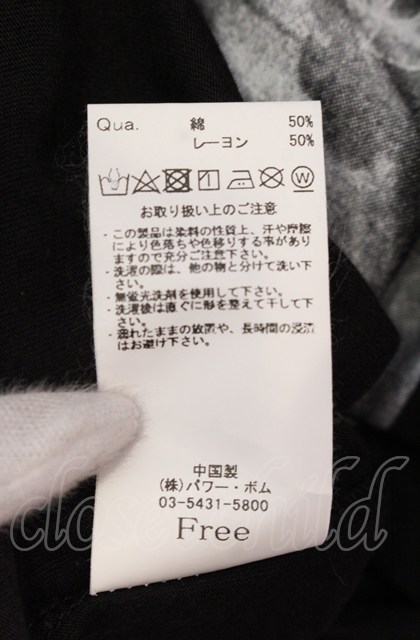 Qua. 綿 50%
レーヨン 50%
W
お取り扱い上のご注意
・この製品は染料の性質上、汗や摩擦
により色落ちや色移りする事があり
ますので充分ご注意下さい。
・洗濯の際は、他の物と分けて洗い下
さい。
・無蛍光洗剤を使用して下さい。
・洗濯後は直ぐに形を整えて干して下
さい。
・濡れたままの放置や、長時間の浸漬
はお避け下さい。
中国製
(株)パワー・ボム
03-5431-5800
Free
closet child